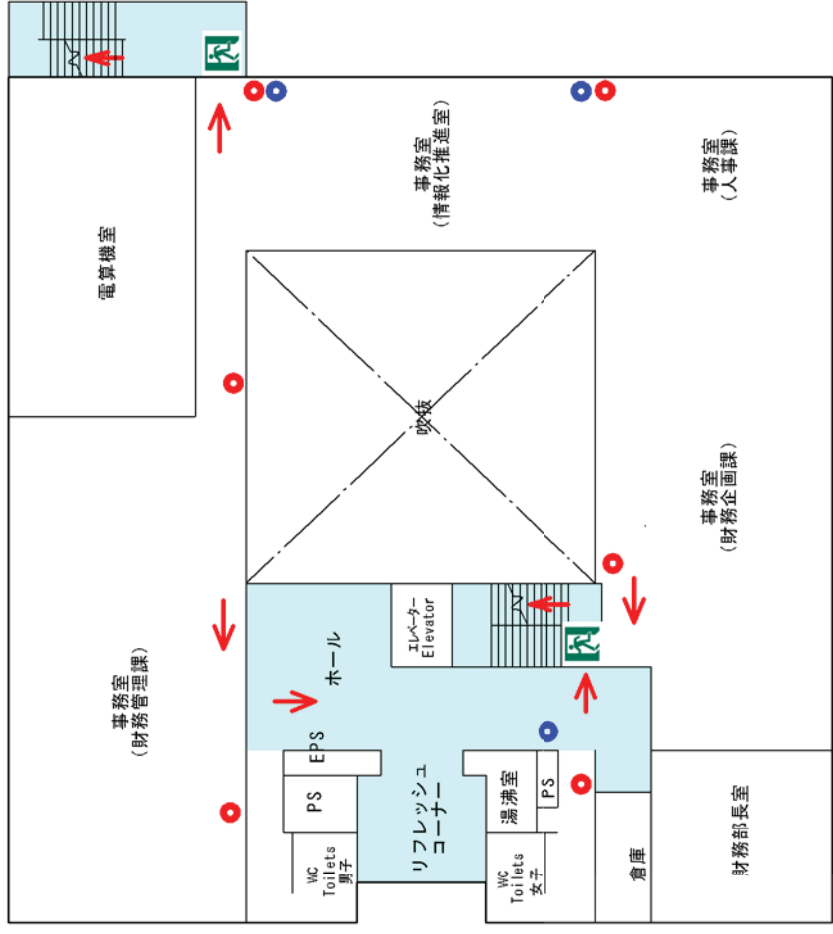 電算機室
事務室
(情報化推進室)
事務室
(人事課)
吹抜
事務室
(財務企画課)
エレベーター
Elevator
ホール
事務室
(財務管理課)
EPS
PS
WC
Toilets
男子
リフレッシュ
コーナー
湯沸室
PS
WC
Toilets
女子
倉庫
財務部長室